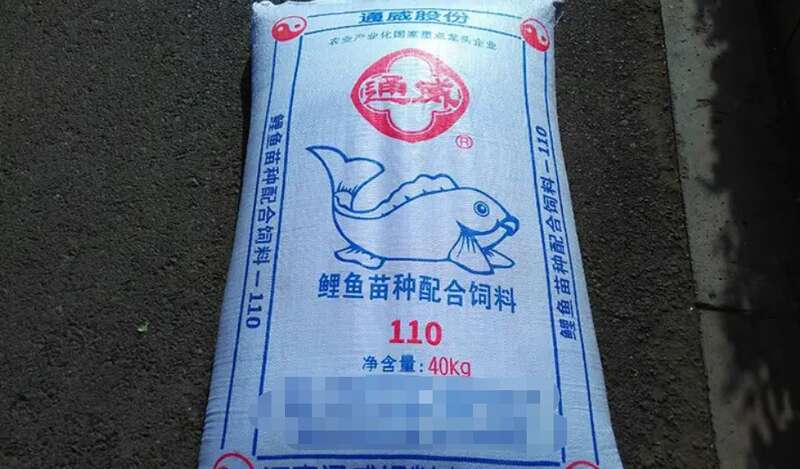 通威股份
农业产业化国家重点龙头企业
通威
®
鲤鱼苗种配合饲料-110
鲤鱼苗种配合饲料-110
鲤鱼苗种配合饲料
110
净含量:40Kg